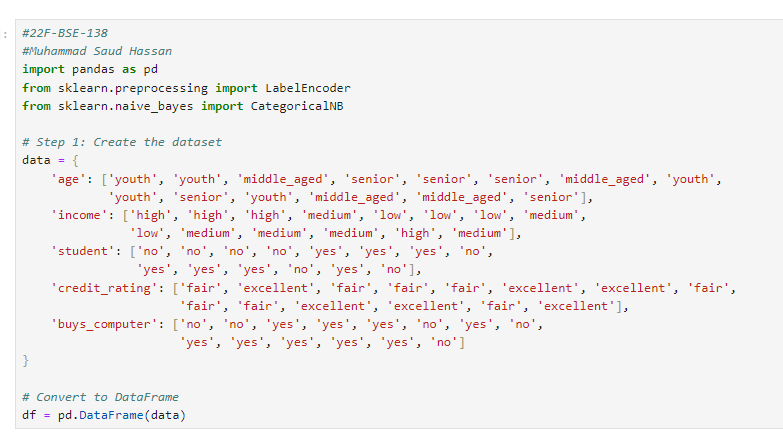 :
#22F-BSE-138
#Muhammad Saud Hassan
import pandas as pd
from sklearn.preprocessing import LabelEncoder
from sklearn.naive_bayes import CategoricalNB
# Step 1: Create the dataset
data = {
    'age': ['youth', 'youth', 'middle_aged', 'senior', 'senior', 'senior', 'middle_aged', 'youth',
            'youth', 'senior', 'youth', 'middle_aged', 'middle_aged', 'senior'],
    'income': ['high', 'high', 'high', 'medium', 'low', 'low', 'low', 'medium',
               'low', 'medium', 'medium', 'medium', 'high', 'medium'],
    'student': ['no', 'no', 'no', 'no', 'yes', 'yes', 'yes', 'no',
                'yes', 'yes', 'yes', 'no', 'yes', 'no'],
    'credit_rating': ['fair', 'excellent', 'fair', 'fair', 'fair', 'excellent', 'excellent', 'fair',
                      'fair', 'fair', 'excellent', 'excellent', 'fair', 'excellent'],
    'buys_computer': ['no', 'no', 'yes', 'yes', 'yes', 'no', 'yes', 'no',
                      'yes', 'yes', 'yes', 'yes', 'yes', 'no']
}
# Convert to DataFrame
df = pd.DataFrame(data)